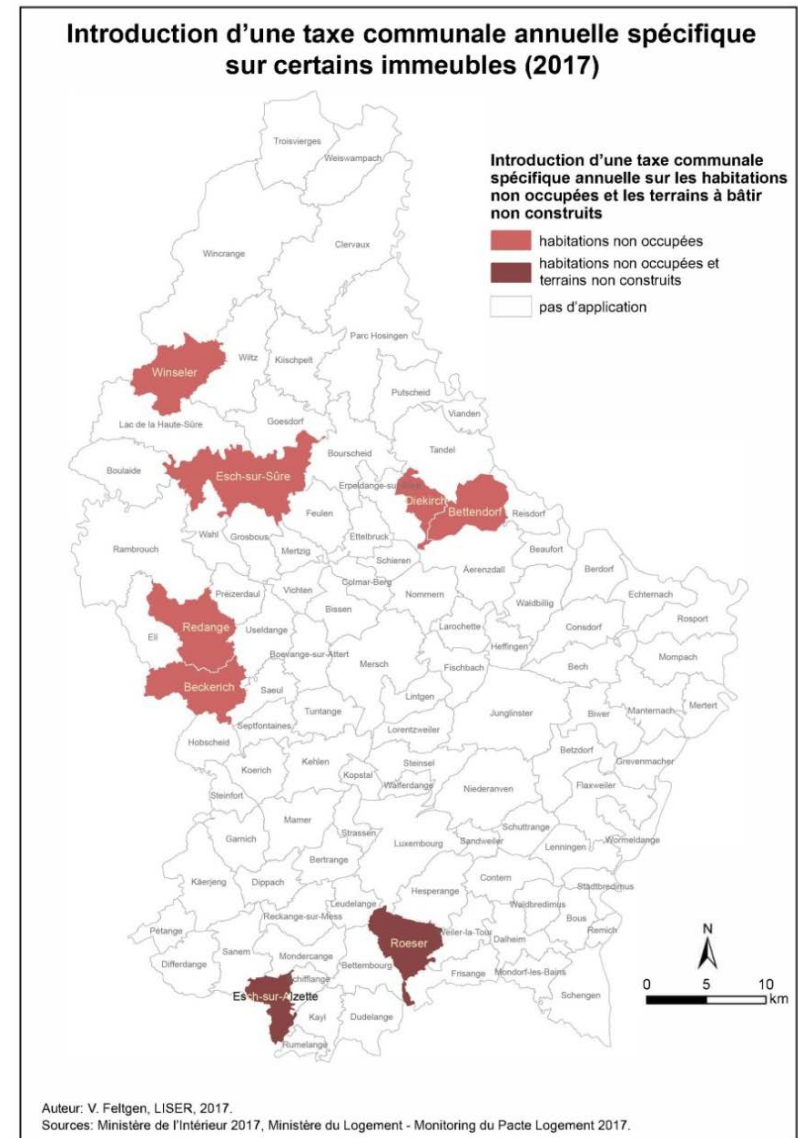 Introduction d'une taxe communale annuelle spécifique
sur certains immeubles (2017)
Introduction d'une taxe communale
spécifique annuelle sur les habitations
non occupées et les terrains à bâtir
non construits
habitations non occupées
habitations non occupées et
terrains non construits
pas d'application
Troisvierges
Weiswampach
Wincrange
Clervaux
Parc Hosingen
Wiltz
Kiischpelt
Winseler
Putscheid
Vianden
Lac de la Haute-Sûre
Goesdorf
Tandel
Bourscheid
Boulaide
Esch-sur-Sûre
Erpeldange-su
Diekirch
Bettendorf
Reisdorf
Feulen
Wahl
Grosbous
Ettelbruck
Mertzig
Rambrouch
Schieren
Beaufort
Aerenzdall
Berdorf
Colmar-Berg
Préizerdaul
Vichten
Nommern
Echternach
Bissen
Waldbillig
Rosport
Redange
Useldange
Ell
Larochette
Consdorf
Heffingen
Boevange-sur-Attert
Mersch
Mompach
Fischbach
Bech
Beckerich
Saeul
Lintgen
Tuntange
Junglinster
Biwer
Manternach
Mertert
Septfontaines
Lorentzweiler
Hobscheid
Betzdorf
Kehlen
Steinsel
Grevenmacher
Koerich
Kopstal
Walferdange
Niederanven
Flaxweiler
Steinfort
Mamer
Schuttrange
Strassen
Garnich
Luxembourg
Sandweiler
Lenningen
Wormeldange
Bertrange
Käerjeng
Dippach
Contern
Hesperange
Stadtbredimus
Leudelange
Waldbredimus
Reckange-sur-Mess
Bous
Pétange
Roeser
Weiler-la-Tour
Remich
Dalheim
Sanem
Mondercange
Differdange
Bettembourg
Frisange
Mondorf-les-Bains
Schifflange
Esch-sur-Alzette
Schengen
Kayl
Dudelange
Rumelange
N
0 5 10
km
Auteur: V. Feltgen, LISER, 2017.
Sources: Ministère de l'Intérieur 2017, Ministère du Logement - Monitoring du Pacte Logement 2017.